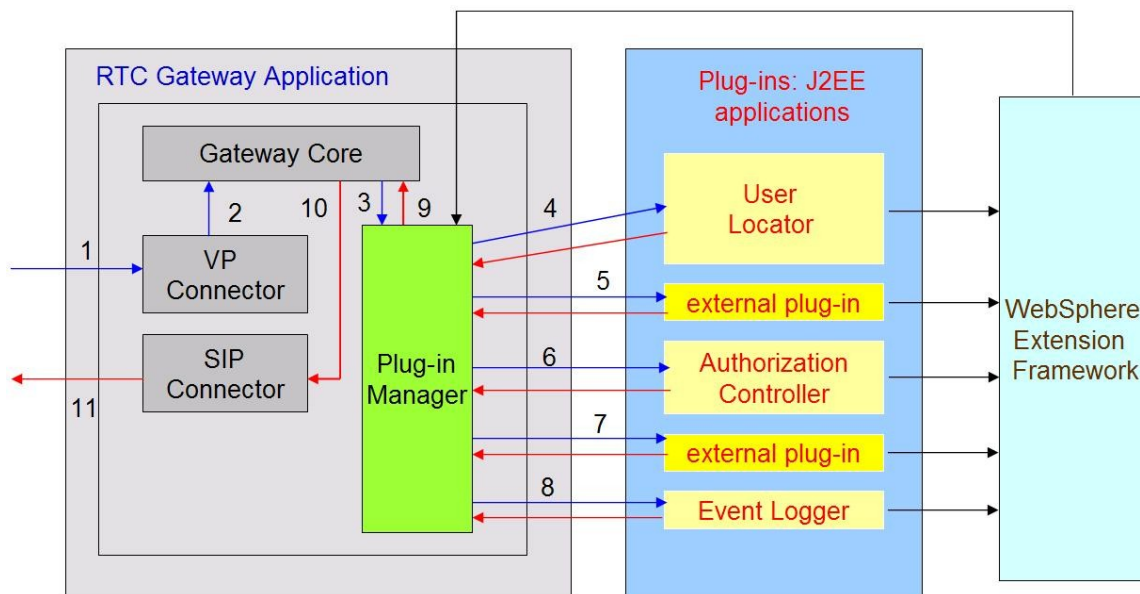 RTC Gateway Application
Plug-ins: J2EE
applications
Gateway Core
User
Locator
1
2
10
3
9
4
VP
Connector
5
external plug-in
WebSphere
Extension
Framework
SIP
Connector
11
Plug-in
Manager
6
Authorization
Controller
7
external plug-in
8
Event Logger